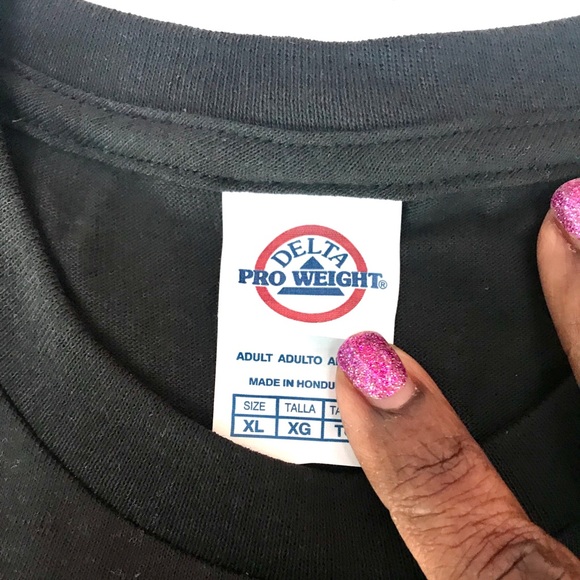 DELTA
PRO WEIGHT®
ADULT ADULTO
MADE IN
SIZE TALLA
XL XG